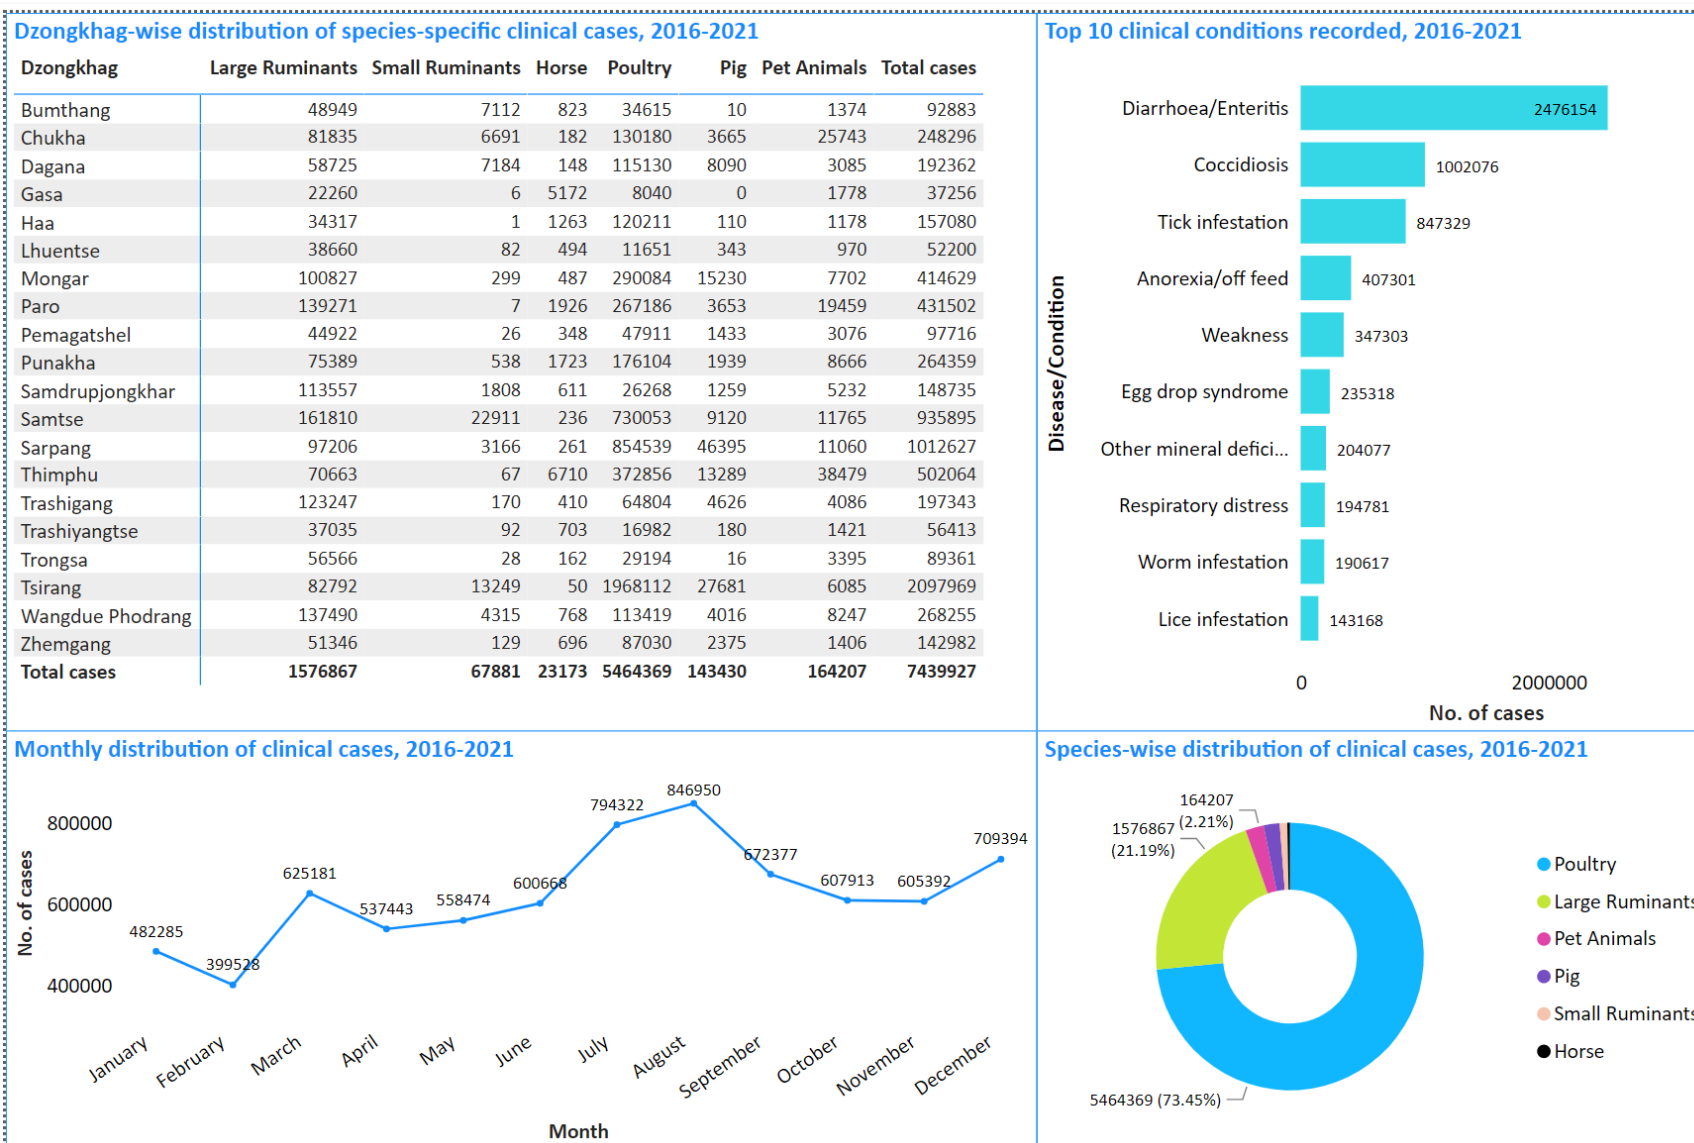 Dzongkhag-wise distribution of species-specific clinical cases, 2016-2021
Dzongkhag Large Ruminants Small Ruminants Horse Poultry Pig Pet Animals Total cases
Bumthang 48949 7112 823 34615 10 1374 92883
Chukha 81835 6691 182 130180 3665 25743 248296
Dagana 58725 7184 148 115130 8090 3085 192362
Gasa 22260 6 5172 8040 0 1778 37256
Haa 34317 1 1263 120211 110 1178 157080
Lhuentse 38660 82 494 11651 343 970 52200
Mongar 100827 299 487 290084 15230 7702 414629
Paro 139271 7 1926 267186 3653 19459 431502
Pemagatshel 44922 26 348 47911 1433 3076 97716
Punakha 75389 538 1723 176104 1939 8666 264359
Samdrupjongkhar 113557 1808 611 26268 1259 5232 148735
Samtse 161810 22911 236 730053 9120 11765 935895
Sarpang 97206 3166 261 854539 46395 11060 1012627
Thimphu 70663 67 6710 372856 13289 38479 502064
Trashigang 123247 170 410 64804 4626 4086 197343
Trashiyangtse 37035 92 703 16982 180 1421 56413
Trongsa 56566 28 162 29194 16 3395 89361
Tsirang 82792 13249 50 1968112 27681 6085 2097969
Wangdue Phodrang 137490 4315 768 113419 4016 8247 268255
Zhemgang 51346 129 696 87030 2375 1406 142982
Total cases 1576867 67881 23173 5464369 143430 164207 7439927
Top 10 clinical conditions recorded, 2016-2021
Disease/Condition
Diarrhoea/Enteritis 2476154
Coccidiosis 1002076
Tick infestation 847329
Anorexia/off feed 407301
Weakness 347303
Egg drop syndrome 235318
Other mineral defici... 204077
Respiratory distress 194781
Worm infestation 190617
Lice infestation 143168
0 2000000
No. of cases
Monthly distribution of clinical cases, 2016-2021
No. of cases
800000
600000
400000
482285
399528
625181
537443
558474
600668
794322
846950
672377
607913
605392
709394
January
February
March
April
May
June
July
August
September
October
November
December
Month
Species-wise distribution of clinical cases, 2016-2021
164207
(2.21%)
1576867
(21.19%)
5464369 (73.45%)
Poultry
Large Ruminants
Pet Animals
Pig
Small Ruminants
Horse